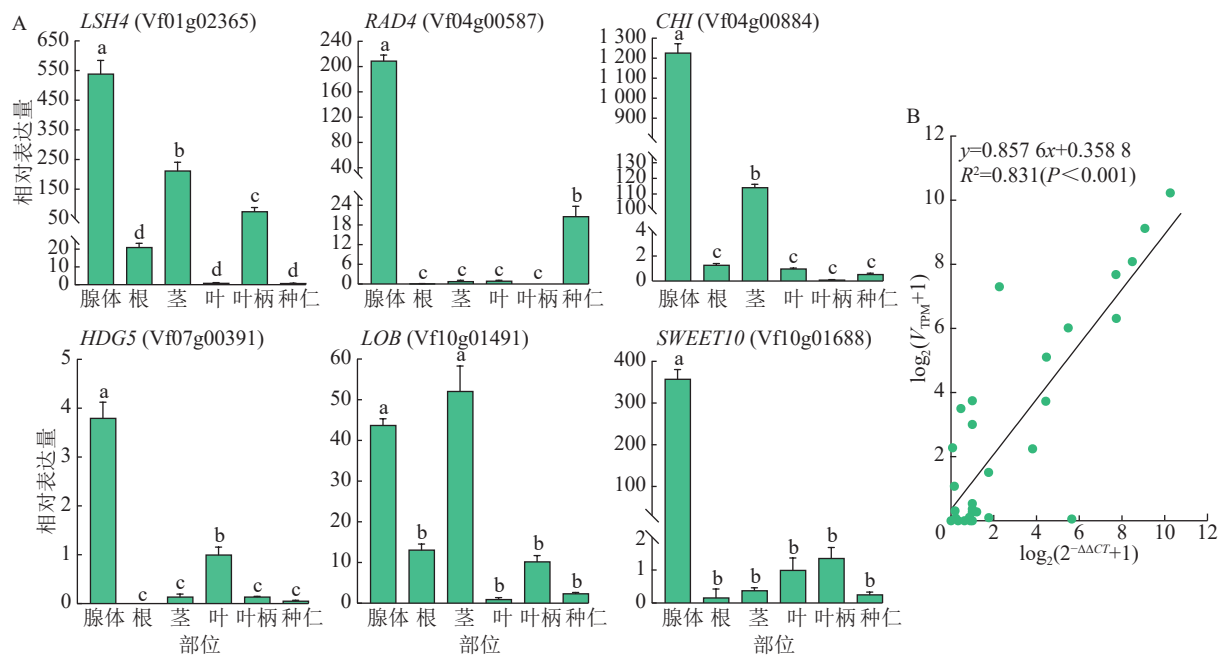 A
LSH4 (Vf01g02365)
650
550
450
350
250
150
50
20
10
0
相对表达量
a
d
b
d
c
d
腺体 根 茎 叶 叶柄 种仁
RAD4 (Vf04g00587)
240
200
160
120
80
40
24
18
12
6
0
a
c
c
c
c
b
腺体 根 茎 叶 叶柄 种仁
CHI (Vf04g00884)
1 300
1 200
1 100
1 000
900
130
120
110
100
4
2
0
a
c
b
c
c
c
腺体 根 茎 叶 叶柄 种仁
HDG5 (Vf07g00391)
5
4
3
2
1
0
相对表达量
a
c
c
b
c
c
腺体 根 茎 叶 叶柄 种仁
部位
LOB (Vf10g01491)
60
50
40
30
20
10
0
a
b
a
b
b
b
腺体 根 茎 叶 叶柄 种仁
部位
SWEET10 (Vf10g01688)
400
300
200
100
2
1
0
a
b
b
b
b
b
腺体 根 茎 叶 叶柄 种仁
部位
B
y=0.857 6x+0.358 8
R²=0.831(P<0.001)
12
10
8
6
4
2
0
2 4 6 8 10 12
log₂(V_TPM+1)
log₂(2^−ΔΔCT+1)